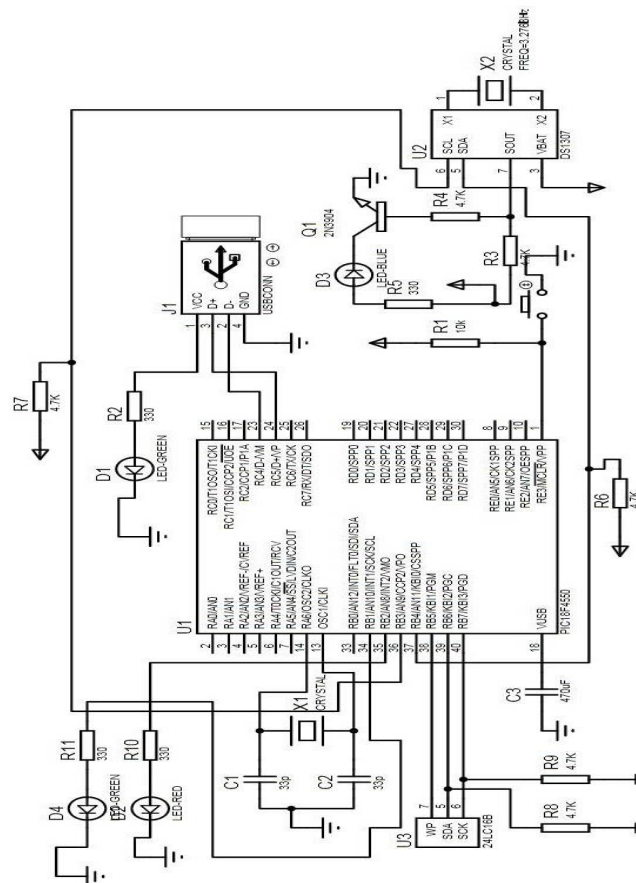 X2
CRYSTAL
FREQ=3.2768Hz
1
2
U2
X1
X2
SCL
SDA
SOUT
VBAT
6
5
7
3
DS1307
Q1
2N3904
R4
4.7K
D3
LED-BLUE
R5
330
R3
4.7K
R1
10k
J1
VCC
D+
D-
GND
1
3
2
4
USBCONN
R7
4.7K
R2
330
D1
LED-GREEN
U1
15
16
17
23
24
25
26
RC0/T1OSO/T1CKI
RC1/T1OSI/CCP2/UOE
RC2/CCP1/P1A
RC4/D-/VM
RC5/D+/VP
RC6/TX/CK
RC7/RX/DT/SDO
19
20
21
22
27
28
29
30
RD0/SPP0
RD1/SPP1
RD2/SPP2
RD3/SPP3
RD4/SPP4
RD5/SPP5/P1B
RD6/SPP6/P1C
RD7/SPP7/P1D
8
9
10
1
RE0/AN5/CK1SPP
RE1/AN6/CK2SPP
RE2/AN7/OESPP
RE3/MCLR/VPP
2
3
4
5
6
7
14
13
RA0/AN0
RA1/AN1
RA2/AN2/VREF-/CVREF
RA3/AN3/VREF+
RA4/T0CKI/C1OUT/RCV
RA5/AN4/SS/LVDIN/C2OUT
RA6/OSC2/CLKO
OSC1/CLKI
33
34
35
36
37
38
39
40
RB0/AN12/INT0/FLT0/SDI/SDA
RB1/AN10/INT1/SCK/SCL
RB2/AN8/INT2/VMO
RB3/AN9/CCP2/VPO
RB4/AN11/KBI0/CSSPP
RB5/KBI1/PGM
RB6/KBI2/PGC
RB7/KBI3/PGD
18
VUSB
PIC18F4550
R6
4.7K
R11
330
R10
330
D4
LED-GREEN
D2
LED-RED
X1
CRYSTAL
C1
33p
C2
33p
C3
470uF
U3
WP
SDA
SCK
7
5
6
24LC16B
R9
4.7K
R8
4.7K